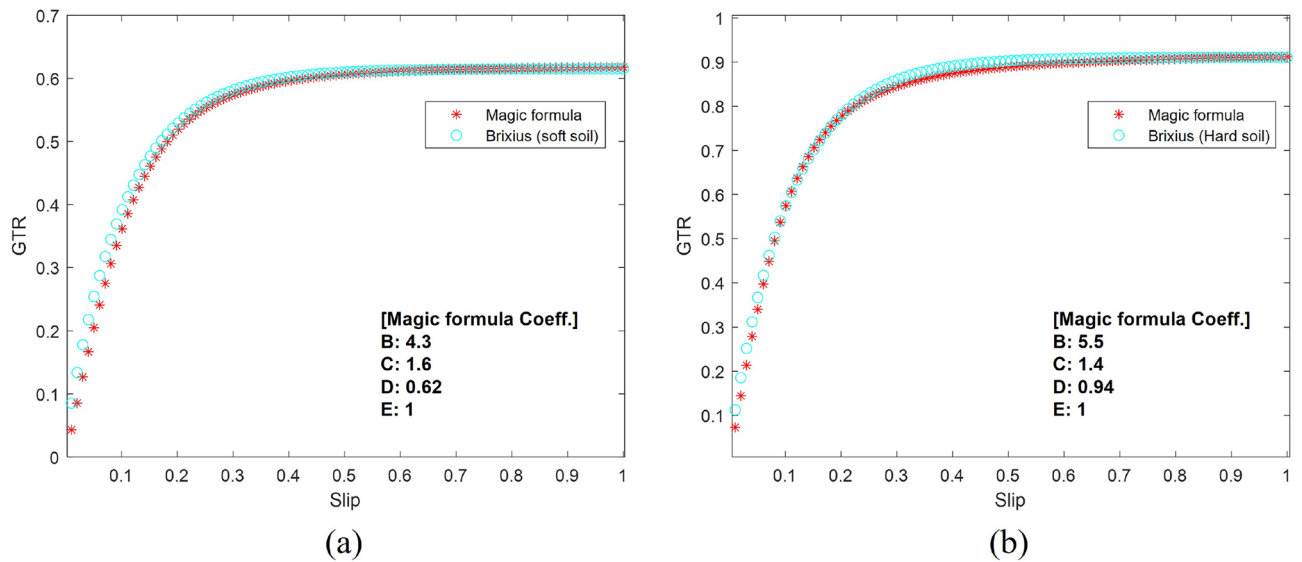 0.7
0.6
0.5
0.4
0.3
0.2
0.1
0
GTR
Magic formula
Brixius (soft soil)
[Magic formula Coeff.]
B: 4.3
C: 1.6
D: 0.62
E: 1
0.1 0.2 0.3 0.4 0.5 0.6 0.7 0.8 0.9 1
Slip
(a)
1
0.9
0.8
0.7
0.6
0.5
0.4
0.3
0.2
0.1
GTR
Magic formula
Brixius (Hard soil)
[Magic formula Coeff.]
B: 5.5
C: 1.4
D: 0.94
E: 1
0.1 0.2 0.3 0.4 0.5 0.6 0.7 0.8 0.9 1
Slip
(b)